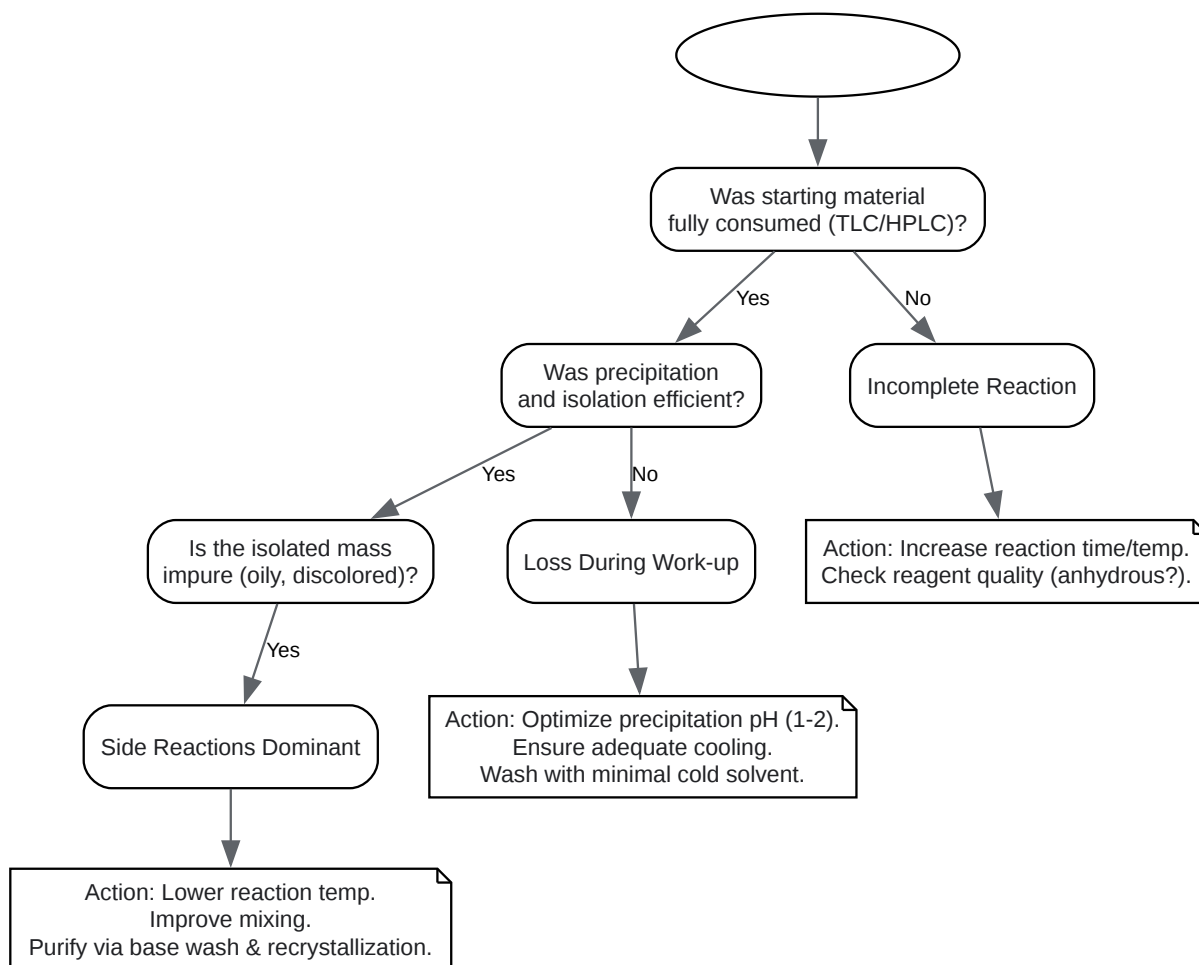 Was starting material
fully consumed (TLC/HPLC)?
Yes
No
Was precipitation
and isolation efficient?
Incomplete Reaction
Yes
No
Is the isolated mass
impure (oily, discolored)?
Loss During Work-up
Action: Increase reaction time/temp.
Check reagent quality (anhydrous?).
Yes
Side Reactions Dominant
Action: Optimize precipitation pH (1-2).
Ensure adequate cooling.
Wash with minimal cold solvent.
Action: Lower reaction temp.
Improve mixing.
Purify via base wash & recrystallization.